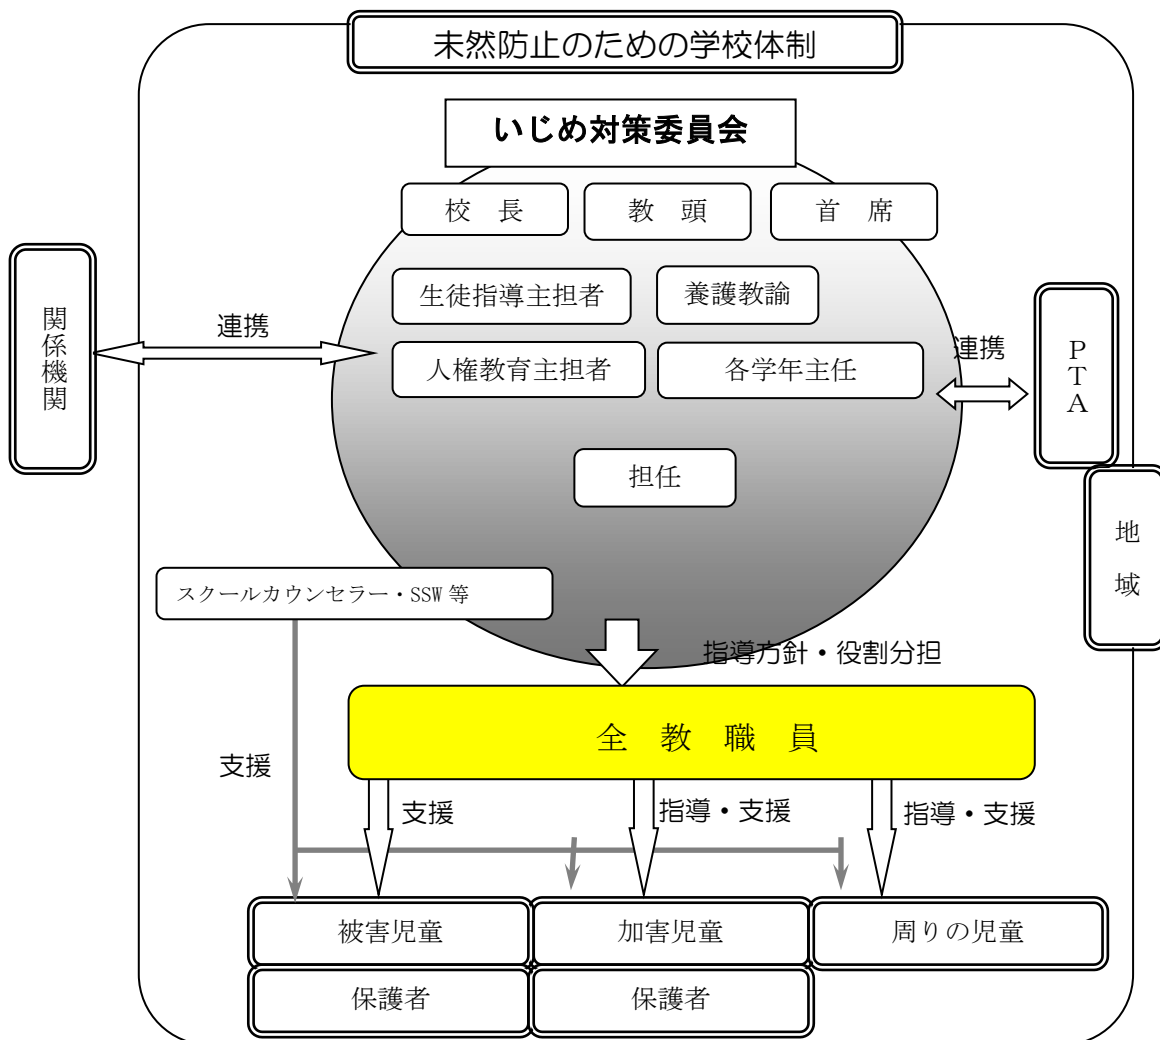 未然防止のための学校体制
いじめ対策委員会
校　長
教　頭
首　席
生徒指導主担者
養護教諭
人権教育主担者
各学年主任
担任
関係機関
連携
連携
ＰＴＡ
地域
スクールカウンセラー・SSW 等
指導方針・役割分担
全　教　職　員
支援
支援
指導・支援
指導・支援
被害児童
加害児童
周りの児童
保護者
保護者